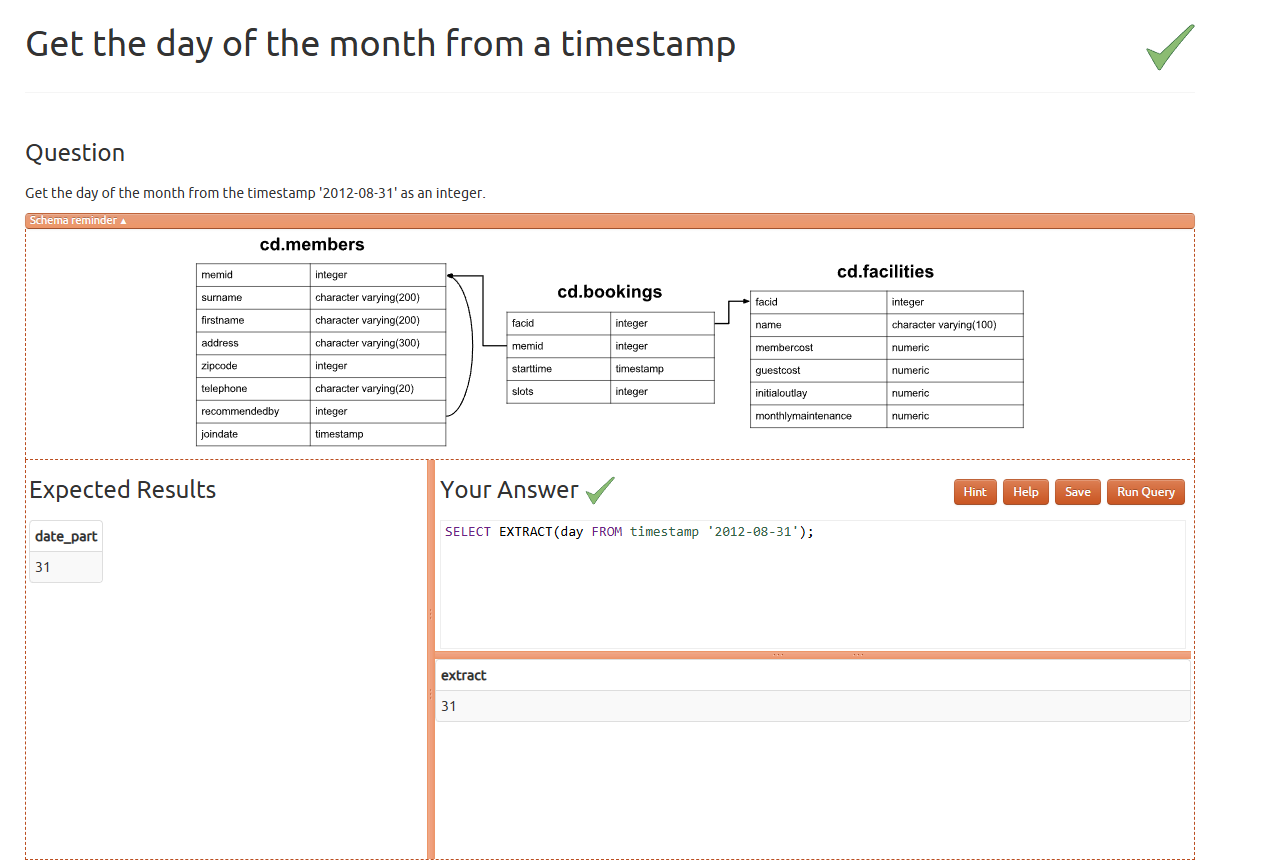 Get the day of the month from a timestamp
Question
Get the day of the month from the timestamp '2012-08-31' as an integer.
Schema reminder ▴
cd.members
memid integer
surname character varying(200)
firstname character varying(200)
address character varying(300)
zipcode integer
telephone character varying(20)
recommendedby integer
joindate timestamp
cd.bookings
facid integer
memid integer
starttime timestamp
slots integer
cd.facilities
facid integer
name character varying(100)
membercost numeric
guestcost numeric
initialoutlay numeric
monthlymaintenance numeric
Expected Results
date_part
31
Your Answer
Hint Help Save Run Query
SELECT EXTRACT(day FROM timestamp '2012-08-31');
extract
31